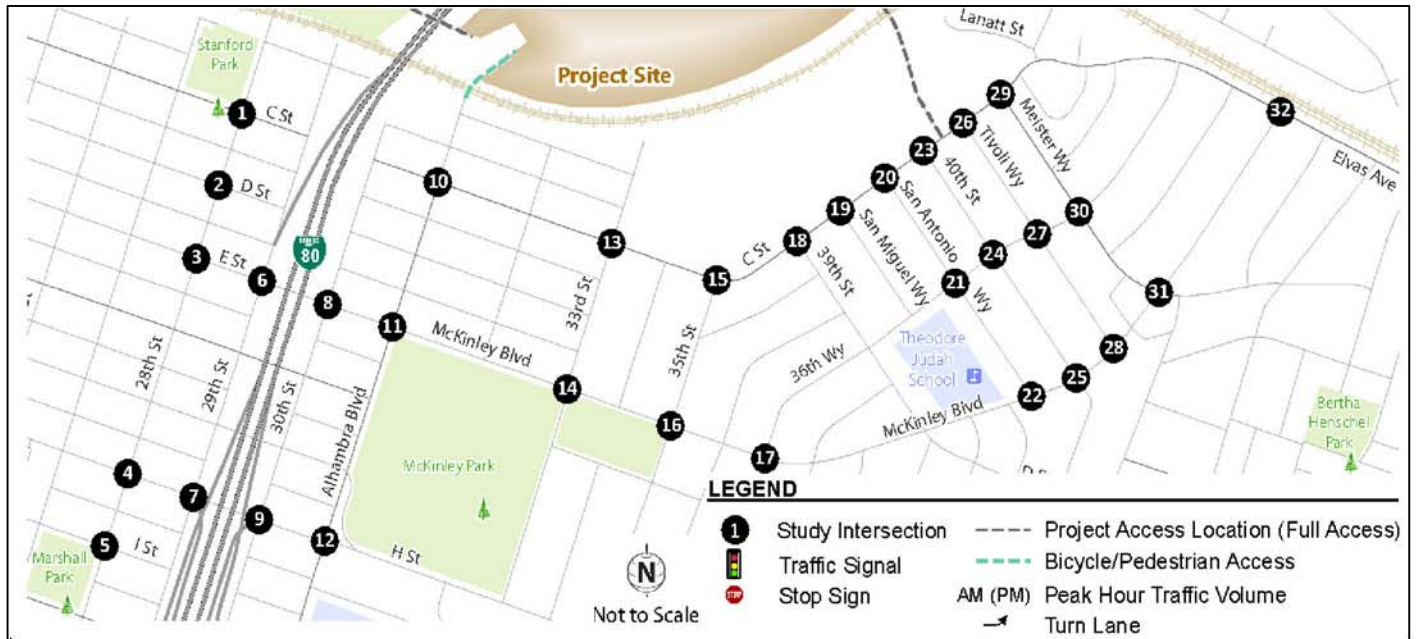 Lanatt St
Stanford
Park
Project Site
29
32
1
C St
26
Meister Wy
Tivoli Wy
23
Elvas Ave
10
20
40th St
2
D St
19
San Antonio
Wy
30
18
27
13
San Miguel Wy
24
3
E St
6
80
C St
39th St
15
21
31
8
33rd St
11
McKinley Blvd
35th St
36th Wy
Theodore
Judah
School
28
28th St
29th St
30th St
14
25
22
Alhambra Blvd
16
McKinley Blvd
Bertha
Henschel
Park
4
McKinley Park
17
7
9
LEGEND
5
I St
12
H St
Marshall
Park
N
Not to Scale
1 Study Intersection
Traffic Signal
STOP Stop Sign
Project Access Location (Full Access)
Bicycle/Pedestrian Access
AM (PM) Peak Hour Traffic Volume
Turn Lane